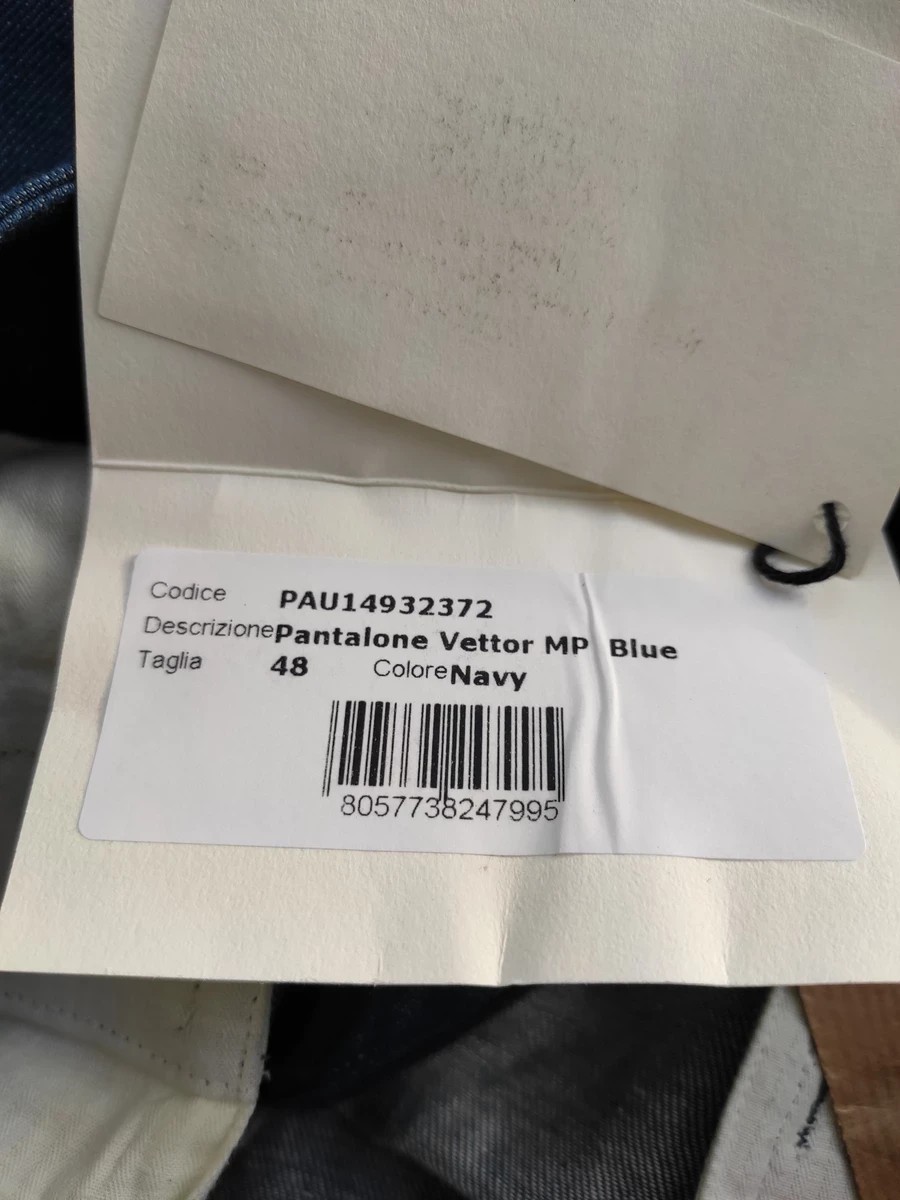 Codice PAU14932372
Descrizione Pantalone Vettor MP Blue
Taglia 48 Colore Navy
8057738247995